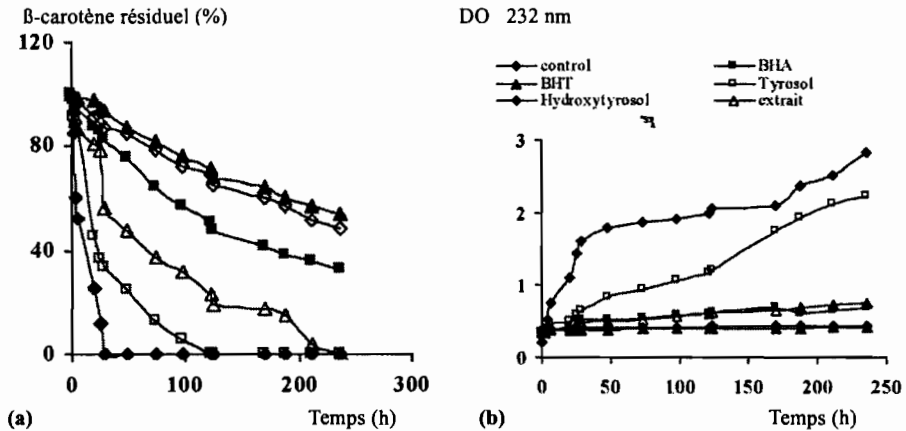 ß-carotène résiduel (%)
120
80
40
0
0 100 200 300
(a) Temps (h)
DO 232 nm
control BHA
BHT Tyrosol
Hydroxytyrosol extrait
3
2
1
0
0 50 100 150 200 250
(b) Temps (h)